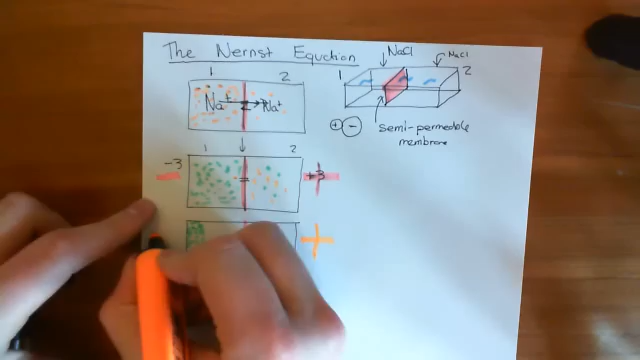 The Nernst Equation
NaCl
NaCl
1
2
1
2
Na⁺
Na⁺
+ -
semi-permeable
membrane
1
2
-3
+3